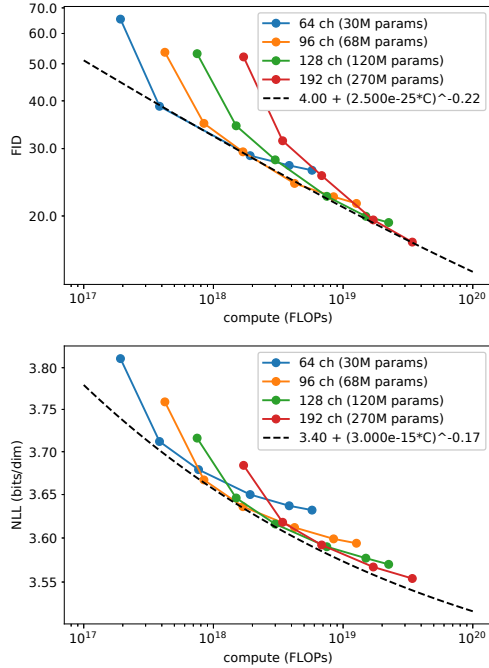 70.0
60.0
50.0
40.0
30.0
20.0
FID
64 ch (30M params)
96 ch (68M params)
128 ch (120M params)
192 ch (270M params)
4.00 + (2.500e-25*C)^-0.22
10^17
10^18
10^19
10^20
compute (FLOPs)
3.80
3.75
3.70
3.65
3.60
3.55
NLL (bits/dim)
64 ch (30M params)
96 ch (68M params)
128 ch (120M params)
192 ch (270M params)
3.40 + (3.000e-15*C)^-0.17
10^17
10^18
10^19
10^20
compute (FLOPs)